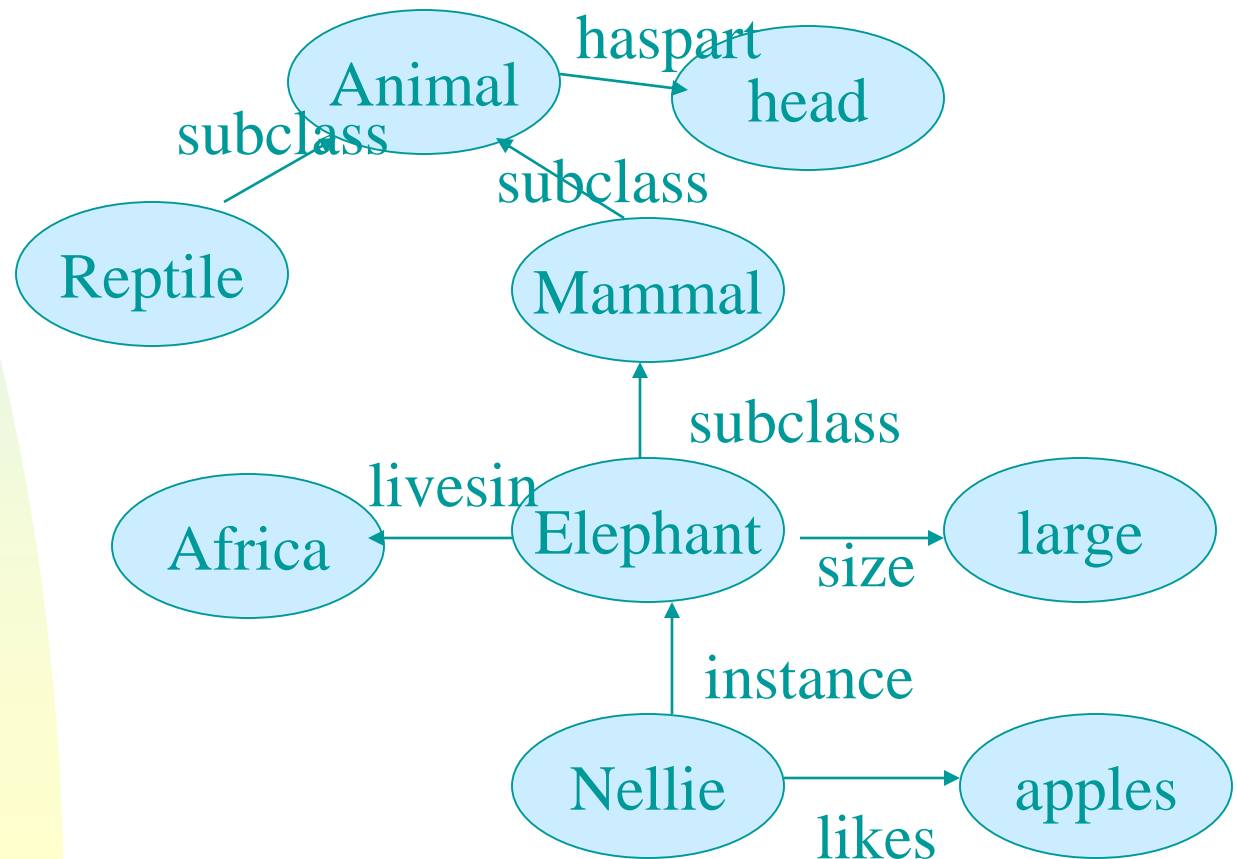 haspart
Animal
head
subclass
subclass
Reptile
Mammal
subclass
livesin
Africa
Elephant
large
size
instance
Nellie
apples
likes